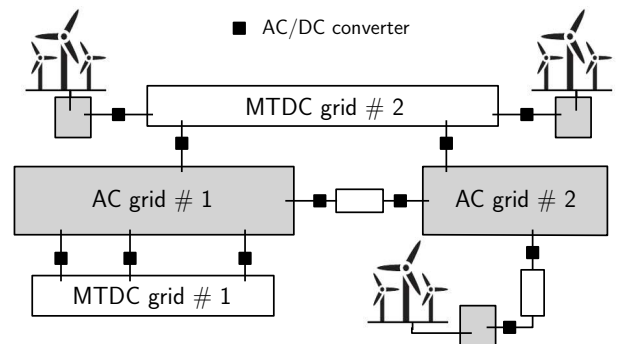 AC/DC converter
MTDC grid # 2
AC grid # 1
AC grid # 2
MTDC grid # 1